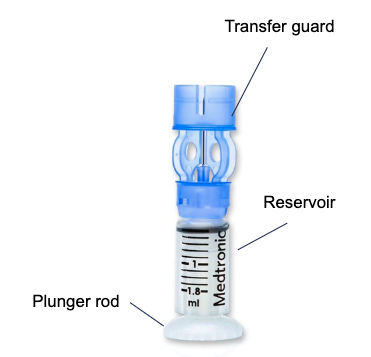 Transfer guard
Reservoir
Plunger rod
Medtronic
1
1.8
ml